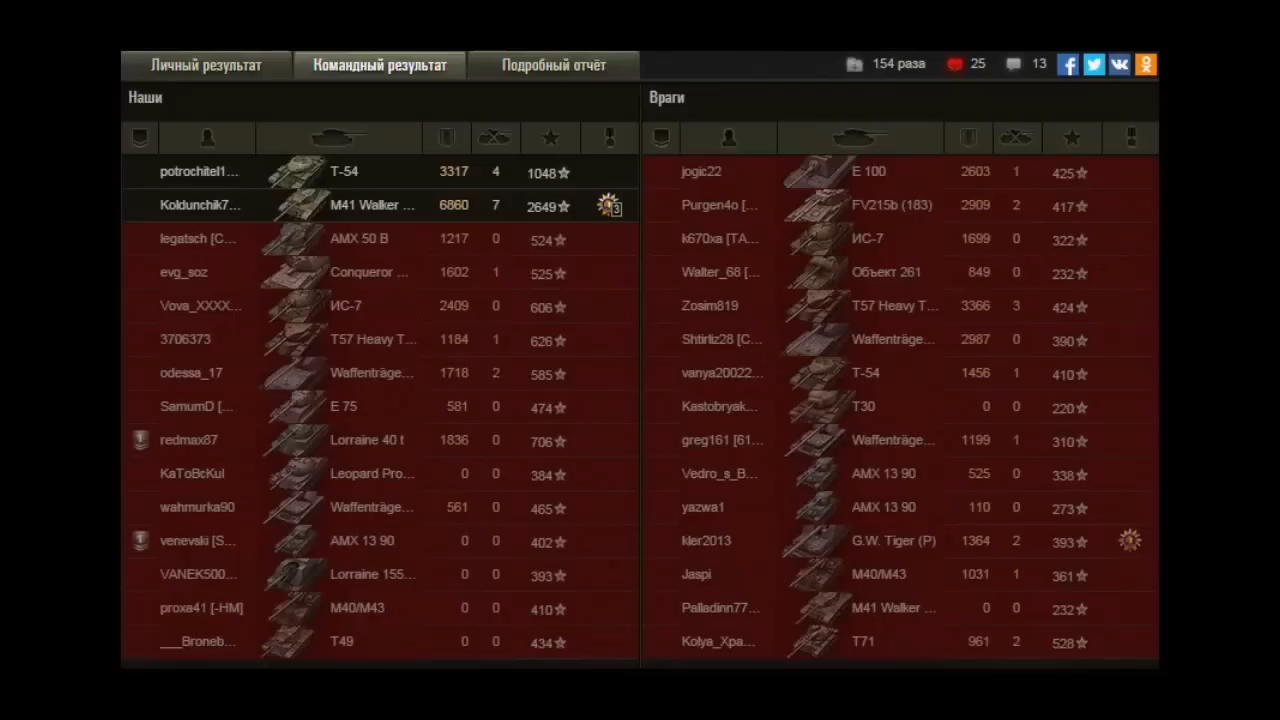 Личный результат Командный результат Подробный отчёт 154 раза 25 13
Наши Враги
potrochitel1... T-54 3317 4 1048 jogic22 E 100 2603 1 425
Koldunchik7... M41 Walker ... 6860 7 2649 3 Purgen4o [... FV215b (183) 2909 2 417
legatsch [C... AMX 50 B 1217 0 524 k670xa [TA... ИС-7 1699 0 322
evg_soz Conqueror ... 1602 1 525 Walter_68 [... Объект 261 849 0 232
Vova_XXXX... ИС-7 2409 0 606 Zosim819 T57 Heavy T... 3366 3 424
3706373 T57 Heavy T... 1184 1 626 Shtirliz28 [C... Waffenträge... 2987 0 390
odessa_17 Waffenträge... 1718 2 585 vanya20022... T-54 1456 1 410
SamumD [... E 75 581 0 474 Kastobryak... T30 0 0 220
redmax87 Lorraine 40 t 1836 0 706 greg161 [61... Waffenträge... 1199 1 310
KaToBcKuI Leopard Pro... 0 0 384 Vedro_s_B... AMX 13 90 525 0 338
wahmurka90 Waffenträge... 561 0 465 yazwa1 AMX 13 90 110 0 273
venevski [S... AMX 13 90 0 0 402 kler2013 G.W. Tiger (P) 1364 2 393
VANEK500... Lorraine 155... 0 0 393 Jaspi M40/M43 1031 1 361
proxa41 [-HM] M40/M43 0 0 410 Palladinn77... M41 Walker ... 0 0 232
___Broneb... T49 0 0 434 Kolya_Xpa... T71 961 2 528